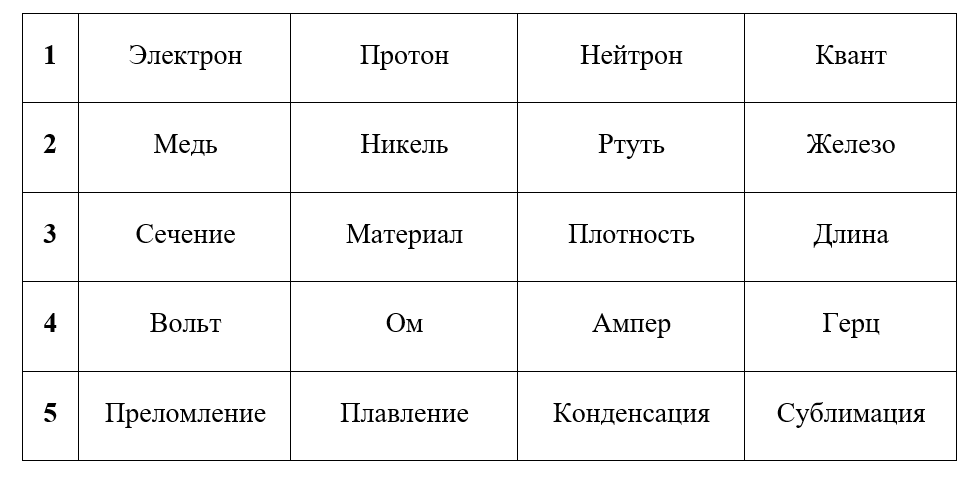 1 Электрон Протон Нейтрон Квант
2 Медь Никель Ртуть Железо
3 Сечение Материал Плотность Длина
4 Вольт Ом Ампер Герц
5 Преломление Плавление Конденсация Сублимация